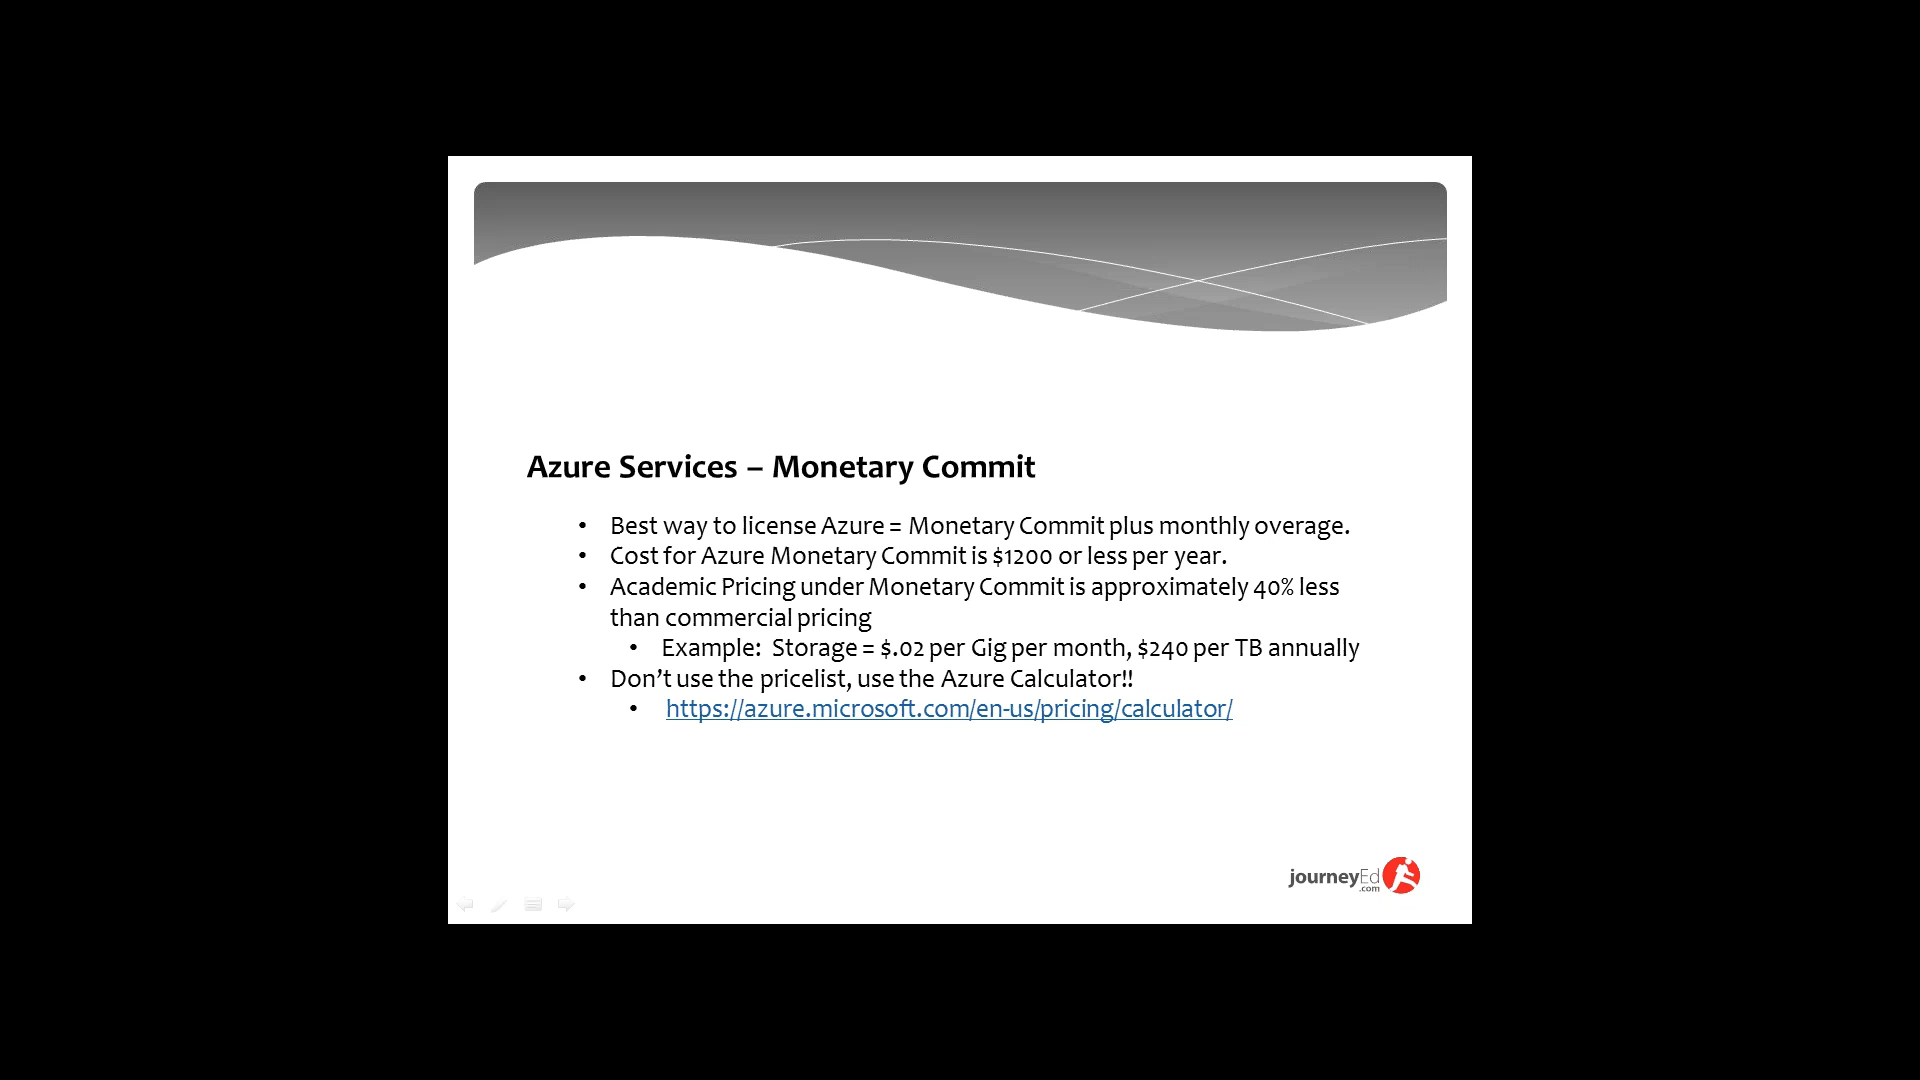 Azure Services – Monetary Commit
• Best way to license Azure = Monetary Commit plus monthly overage.
• Cost for Azure Monetary Commit is $1200 or less per year.
• Academic Pricing under Monetary Commit is approximately 40% less
than commercial pricing
• Example: Storage = $.02 per Gig per month, $240 per TB annually
• Don’t use the pricelist, use the Azure Calculator!!
• https://azure.microsoft.com/en-us/pricing/calculator/
journeyEd
.com